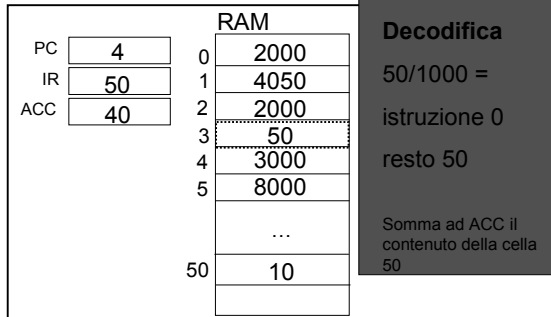 RAM
PC 4
IR 50
ACC 40
0 2000
1 4050
2 2000
3 50
4 3000
5 8000
...
50 10
Decodifica
50/1000 =
istruzione 0
resto 50
Somma ad ACC il
contenuto della cella
50